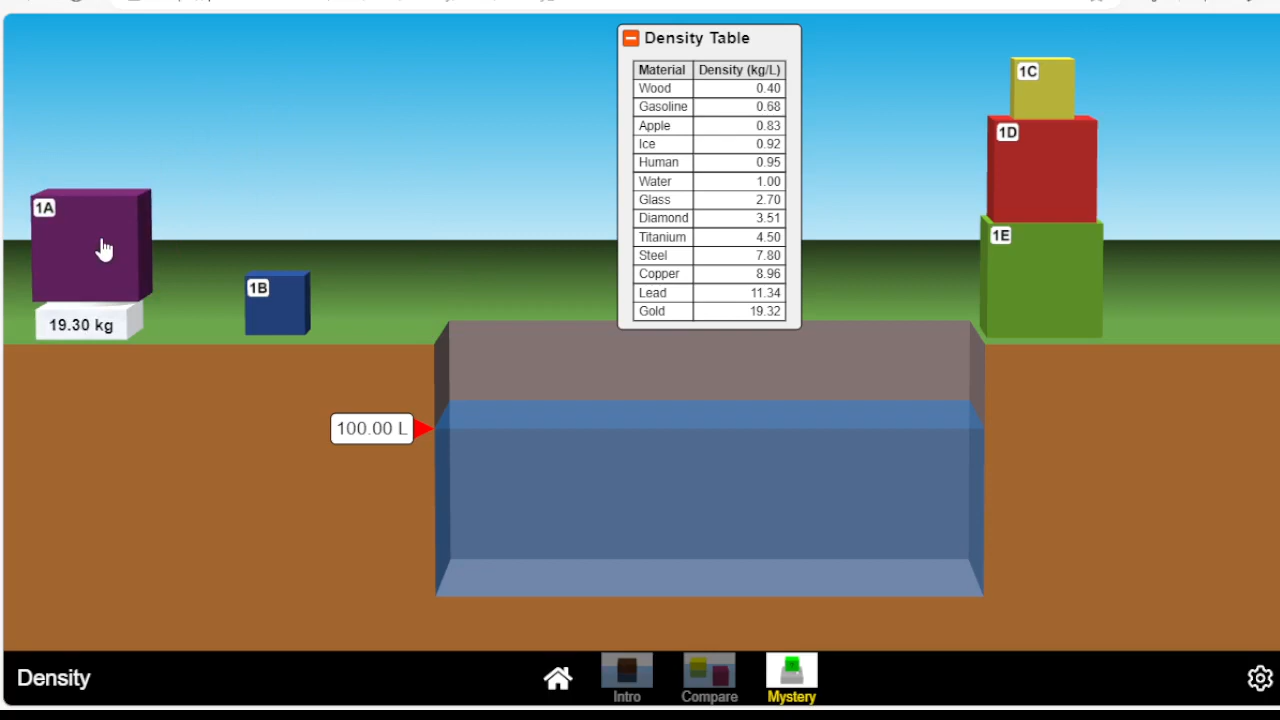 Density Table
Material Density (kg/L)
Wood 0.40
Gasoline 0.68
Apple 0.83
Ice 0.92
Human 0.95
Water 1.00
Glass 2.70
Diamond 3.51
Titanium 4.50
Steel 7.80
Copper 8.96
Lead 11.34
Gold 19.32
1C
1D
1E
1A
19.30 kg
1B
100.00 L
Density
Intro
Compare
Mystery